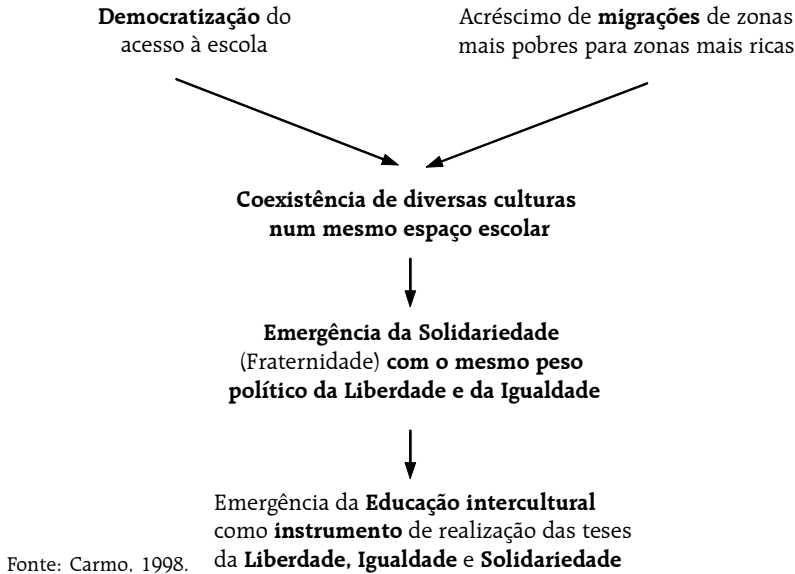 Democratização do
acesso à escola
Acréscimo de migrações de zonas
mais pobres para zonas mais ricas
Coexistência de diversas culturas
num mesmo espaço escolar
Emergência da Solidariedade
(Fraternidade) com o mesmo peso
político da Liberdade e da Igualdade
Emergência da Educação intercultural
como instrumento de realização das teses
da Liberdade, Igualdade e Solidariedade
Fonte: Carmo, 1998.